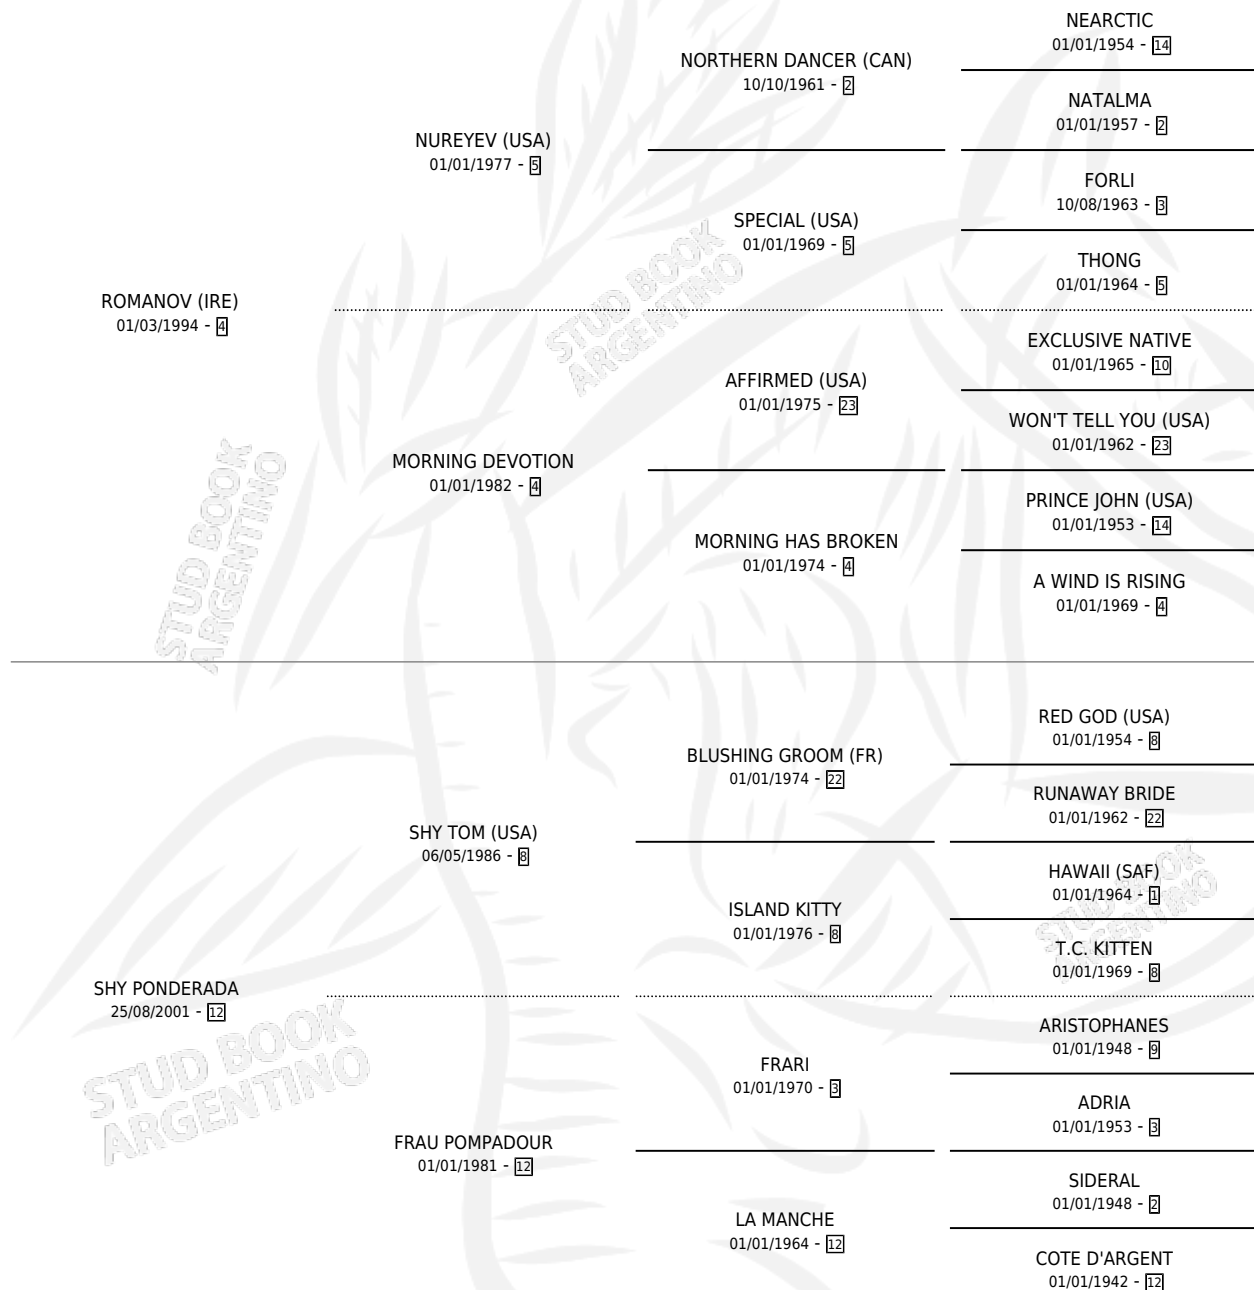 NEARCTIC
01/01/1954 - 14
NORTHERN DANCER (CAN)
10/10/1961 - 2
NATALMA
01/01/1957 - 2
NUREYEV (USA)
01/01/1977 - 5
FORLI
10/08/1963 - 3
SPECIAL (USA)
01/01/1969 - 5
THONG
01/01/1964 - 5
ROMANOV (IRE)
01/03/1994 - 4
STUD BOOK
ARGENTINO
EXCLUSIVE NATIVE
01/01/1965 - 10
AFFIRMED (USA)
01/01/1975 - 23
WON'T TELL YOU (USA)
01/01/1962 - 23
MORNING DEVOTION
01/01/1982 - 4
PRINCE JOHN (USA)
01/01/1953 - 14
MORNING HAS BROKEN
01/01/1974 - 4
A WIND IS RISING
01/01/1969 - 4
STUD BOOK
ARGENTINO
RED GOD (USA)
01/01/1954 - 8
BLUSHING GROOM (FR)
01/01/1974 - 22
RUNAWAY BRIDE
01/01/1962 - 22
SHY TOM (USA)
06/05/1986 - 8
HAWAII (SAF)
01/01/1964 - 1
ISLAND KITTY
01/01/1976 - 8
T.C. KITTEN
01/01/1969 - 8
STUD BOOK
ARGENTINO
SHY PONDERADA
25/08/2001 - 12
ARISTOPHANES
01/01/1948 - 9
FRARI
01/01/1970 - 3
ADRIA
01/01/1953 - 3
STUD BOOK
ARGENTINO
FRAU POMPADOUR
01/01/1981 - 12
SIDERAL
01/01/1948 - 2
LA MANCHE
01/01/1964 - 12
COTE D'ARGENT
01/01/1942 - 12